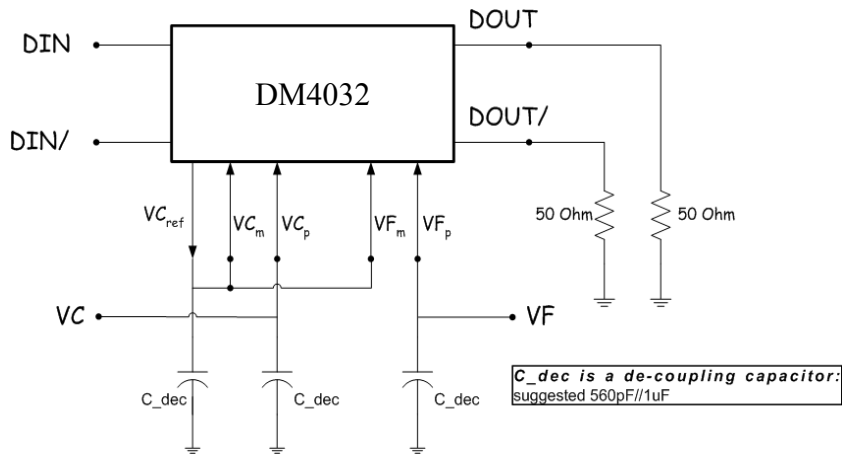 DOUT
DIN
DM4032
DOUT/
DIN/
VCref
VCm
VCp
VFm
VFp
50 Ohm
50 Ohm
VC
VF
C_dec
C_dec
C_dec
C_dec is a de-coupling capacitor:
suggested 560pF//1uF